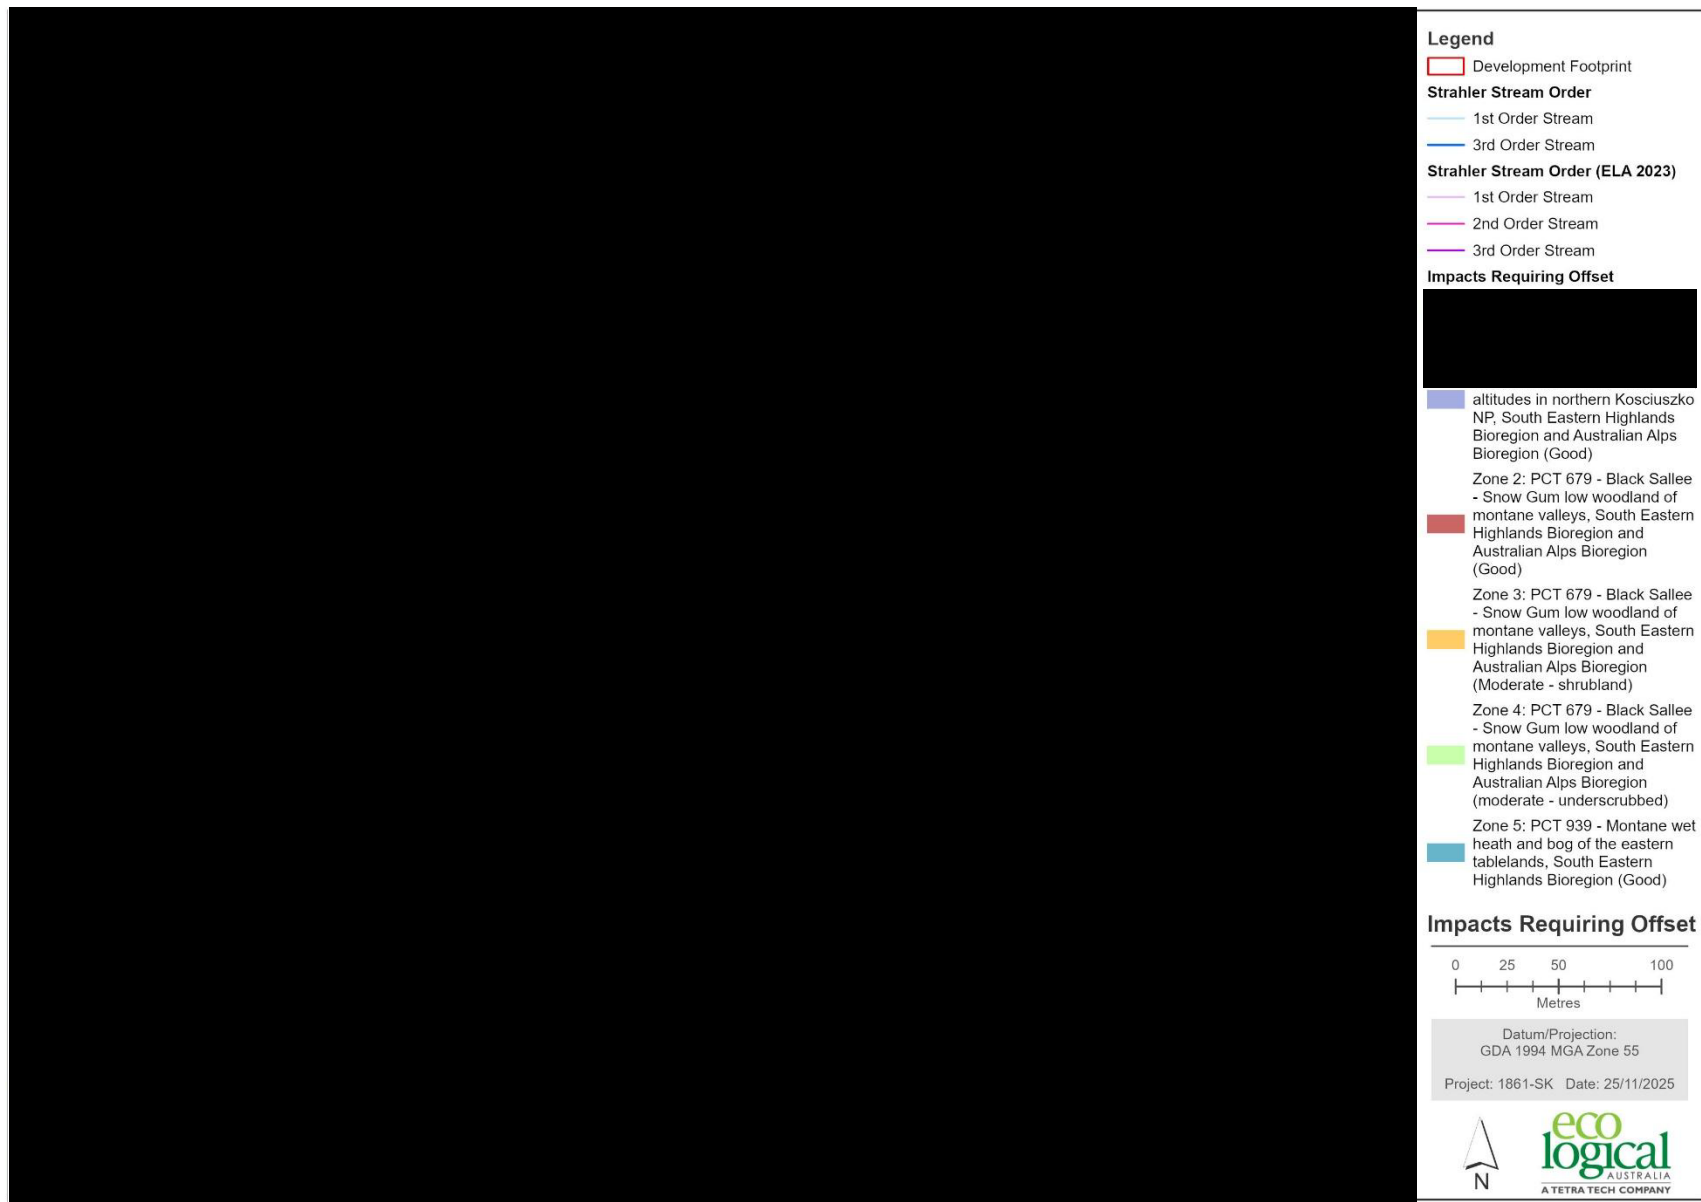 Legend
Development Footprint
Strahler Stream Order
1st Order Stream
3rd Order Stream
Strahler Stream Order (ELA 2023)
1st Order Stream
2nd Order Stream
3rd Order Stream
Impacts Requiring Offset
altitudes in northern Kosciuszko
NP, South Eastern Highlands
Bioregion and Australian Alps
Bioregion (Good)
Zone 2: PCT 679 - Black Sallee
- Snow Gum low woodland of
montane valleys, South Eastern
Highlands Bioregion and
Australian Alps Bioregion
(Good)
Zone 3: PCT 679 - Black Sallee
- Snow Gum low woodland of
montane valleys, South Eastern
Highlands Bioregion and
Australian Alps Bioregion
(Moderate - shrubland)
Zone 4: PCT 679 - Black Sallee
- Snow Gum low woodland of
montane valleys, South Eastern
Highlands Bioregion and
Australian Alps Bioregion
(moderate - underscrubbed)
Zone 5: PCT 939 - Montane wet
heath and bog of the eastern
tablelands, South Eastern
Highlands Bioregion (Good)
Impacts Requiring Offset
0 25 50 100
Metres
Datum/Projection:
GDA 1994 MGA Zone 55
Project: 1861-SK Date: 25/11/2025
N
eco
logical
AUSTRALIA
A TETRA TECH COMPANY